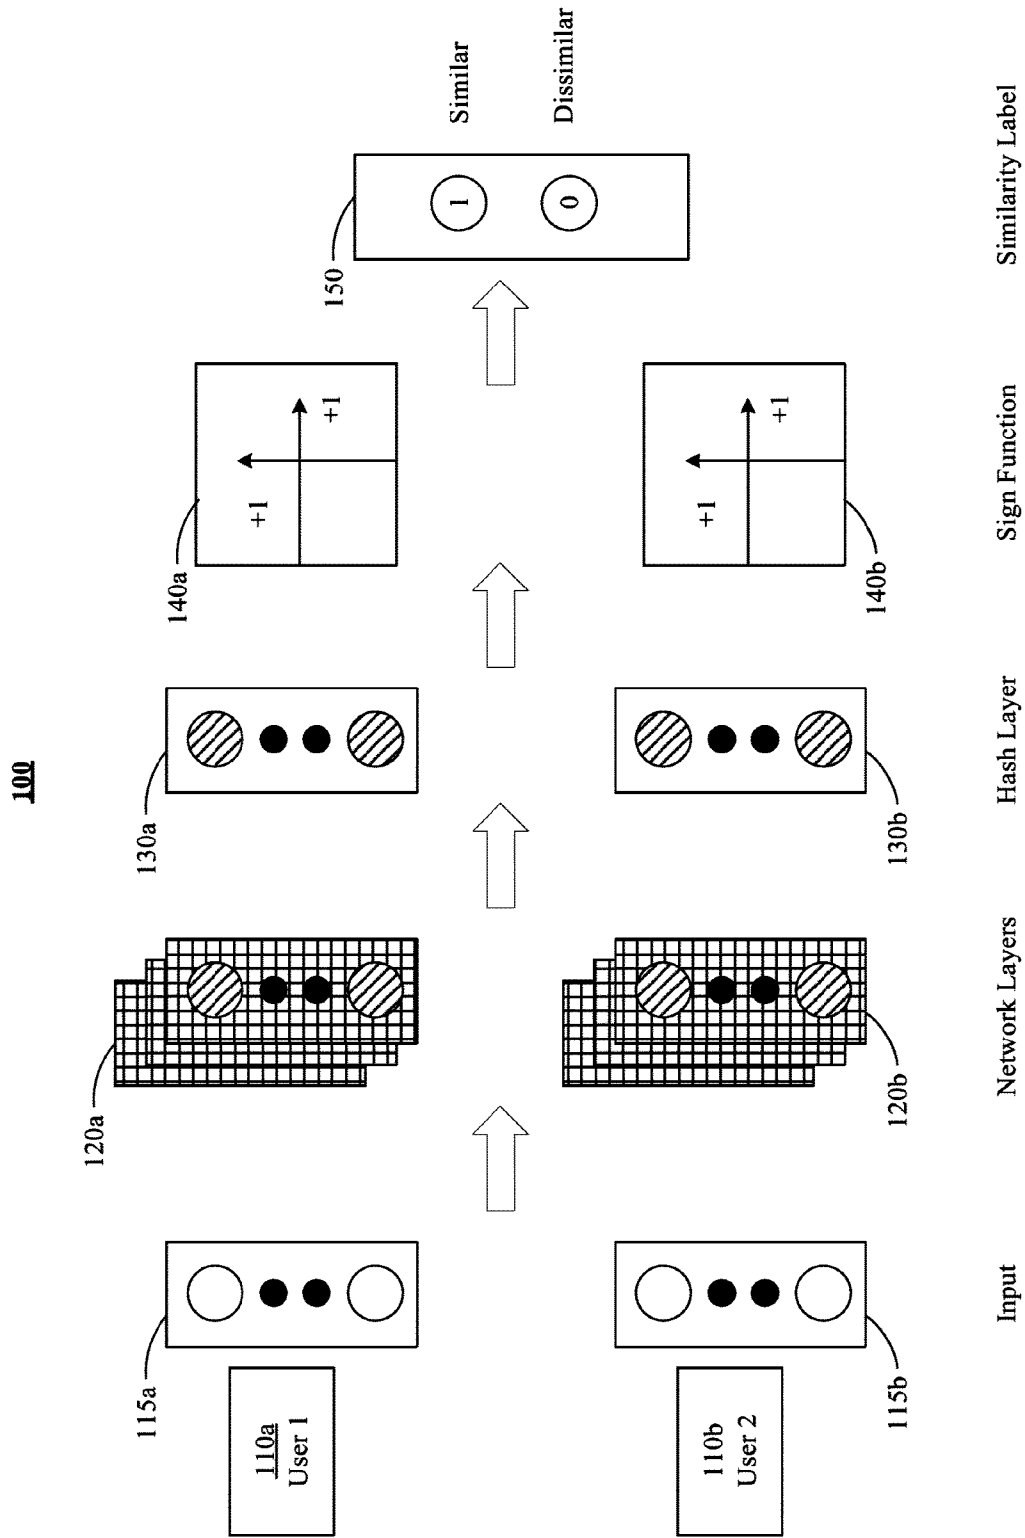 100
110a
User 1
115a
120a
130a
140a
+1
+1
150
1
0
Similar
Dissimilar
110b
User 2
115b
120b
130b
140b
+1
+1
Input
Network Layers
Hash Layer
Sign Function
Similarity Label